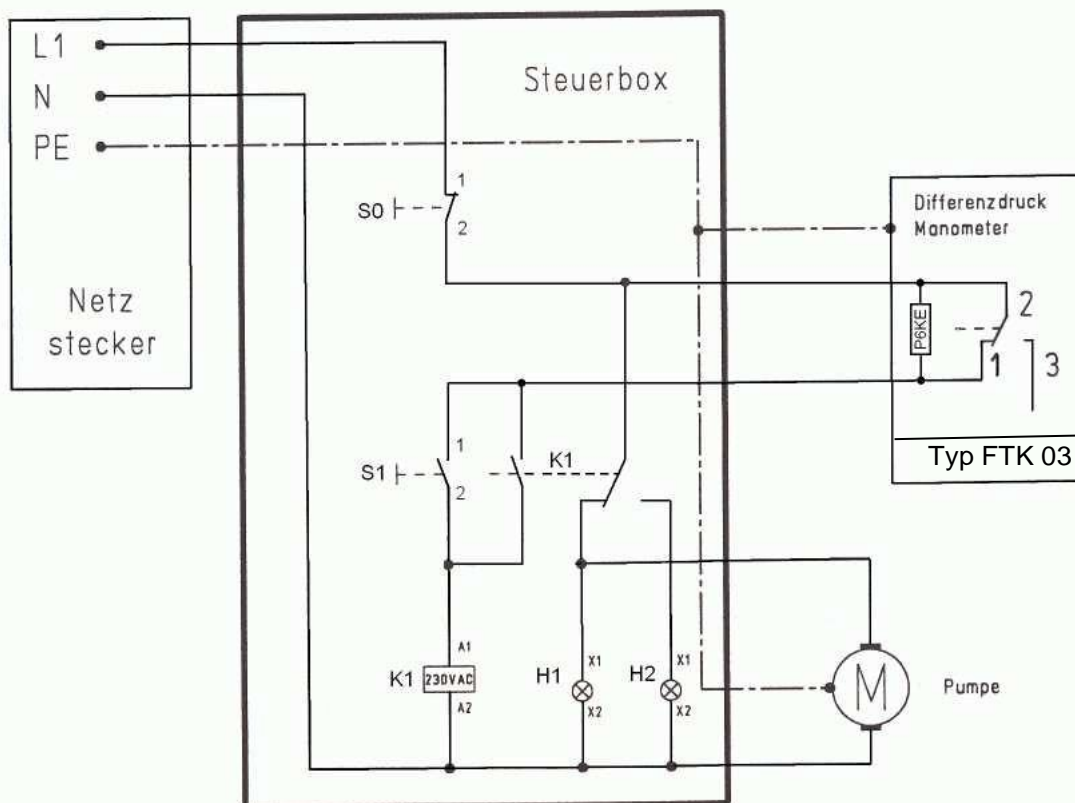 L1
N
PE
Netz
stecker
Steuerbox
1
S0
2
Differenzdruck
Manometer
P6KE
2
1
3
Typ FTK 03
1
S1
2
K1
A1
K1
230VAC
A2
X1
H1
X2
X1
H2
X2
M
Pumpe